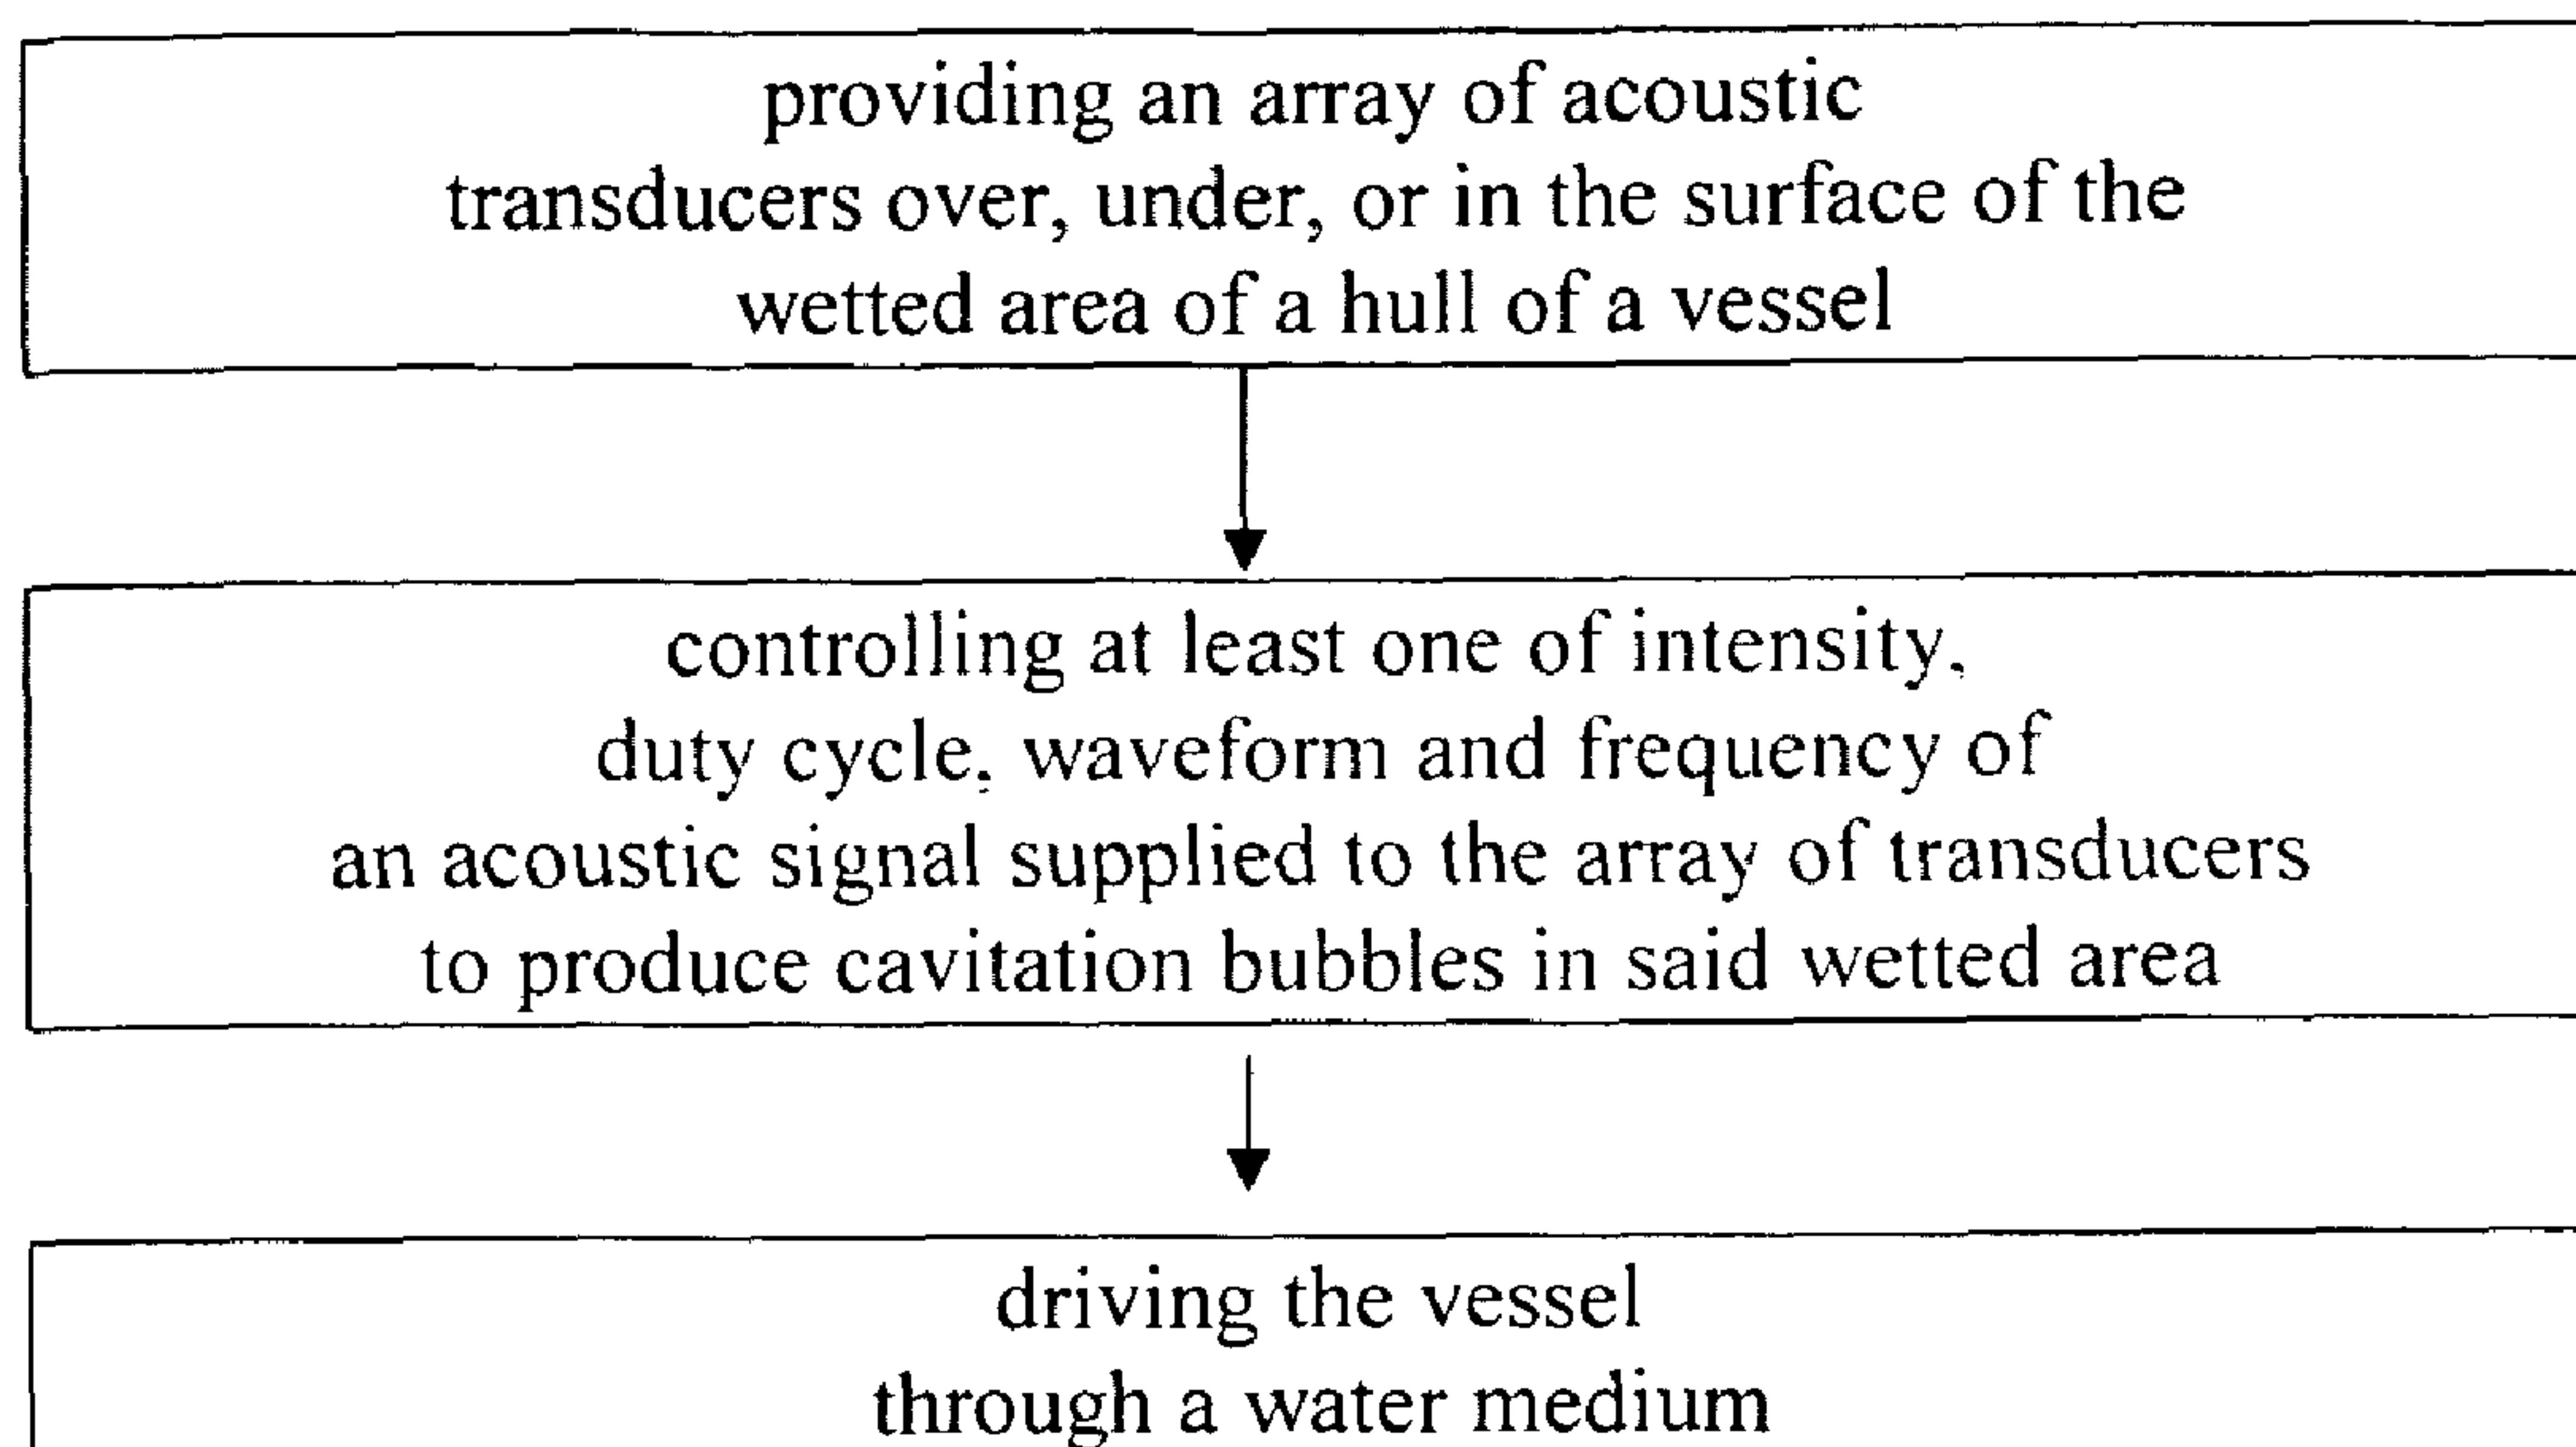 providing an array of acoustic
transducers over, under, or in the surface of the
wetted area of a hull of a vessel
controlling at least one of intensity,
duty cycle, waveform and frequency of
an acoustic signal supplied to the array of transducers
to produce cavitation bubbles in said wetted area
driving the vessel
through a water medium